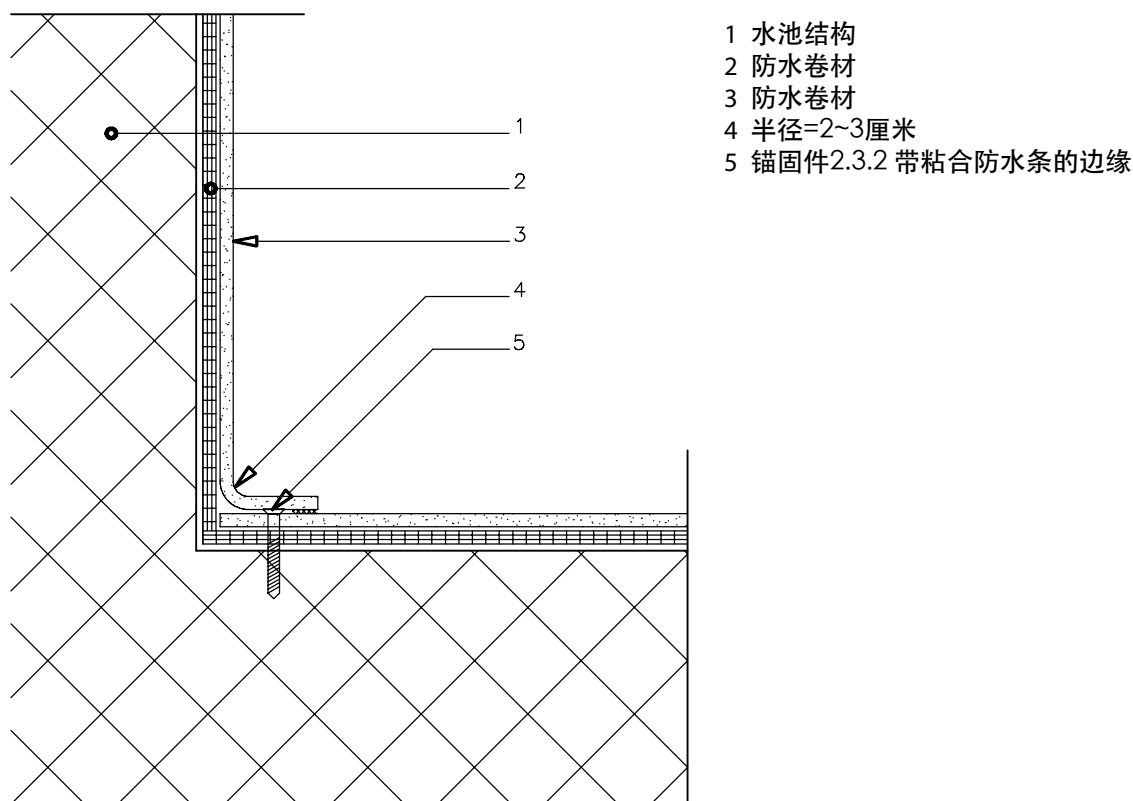 1 水池结构
2 防水卷材
3 防水卷材
4 半径=2~3厘米
5 锚固件2.3.2 带粘合防水条的边缘
1
2
3
4
5